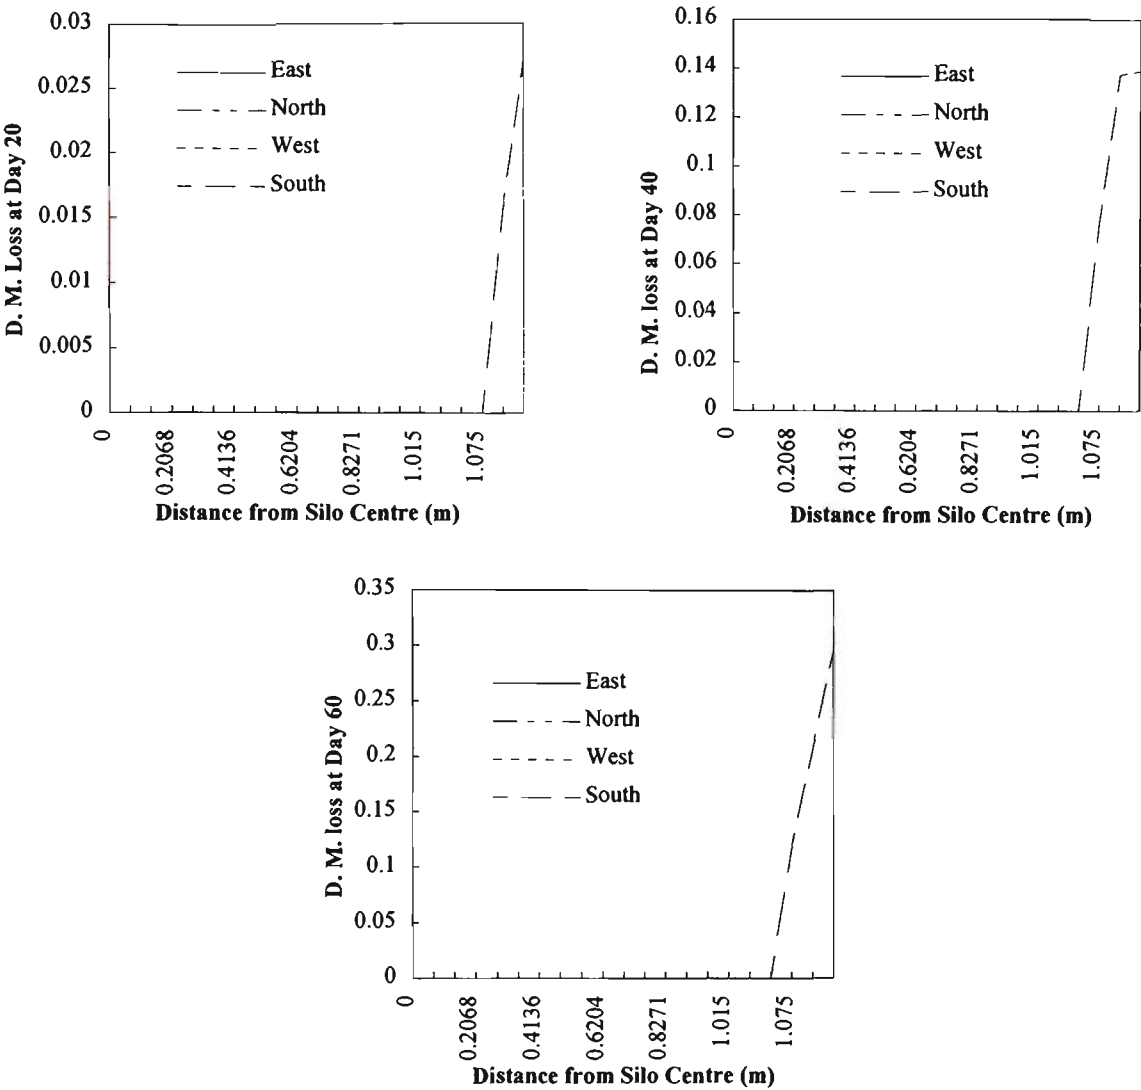 D. M. Loss at Day 20
0.03
0.025
0.02
0.015
0.01
0.005
0
East
North
West
South
0
0.2068
0.4136
0.6204
0.8271
1.015
1.075
Distance from Silo Centre (m)
D. M. loss at Day 40
0.16
0.14
0.12
0.1
0.08
0.06
0.04
0.02
0
East
North
West
South
0
0.2068
0.4136
0.6204
0.8271
1.015
1.075
Distance from Silo Centre (m)
D. M. loss at Day 60
0.35
0.3
0.25
0.2
0.15
0.1
0.05
0
East
North
West
South
0
0.2068
0.4136
0.6204
0.8271
1.015
1.075
Distance from Silo Centre (m)